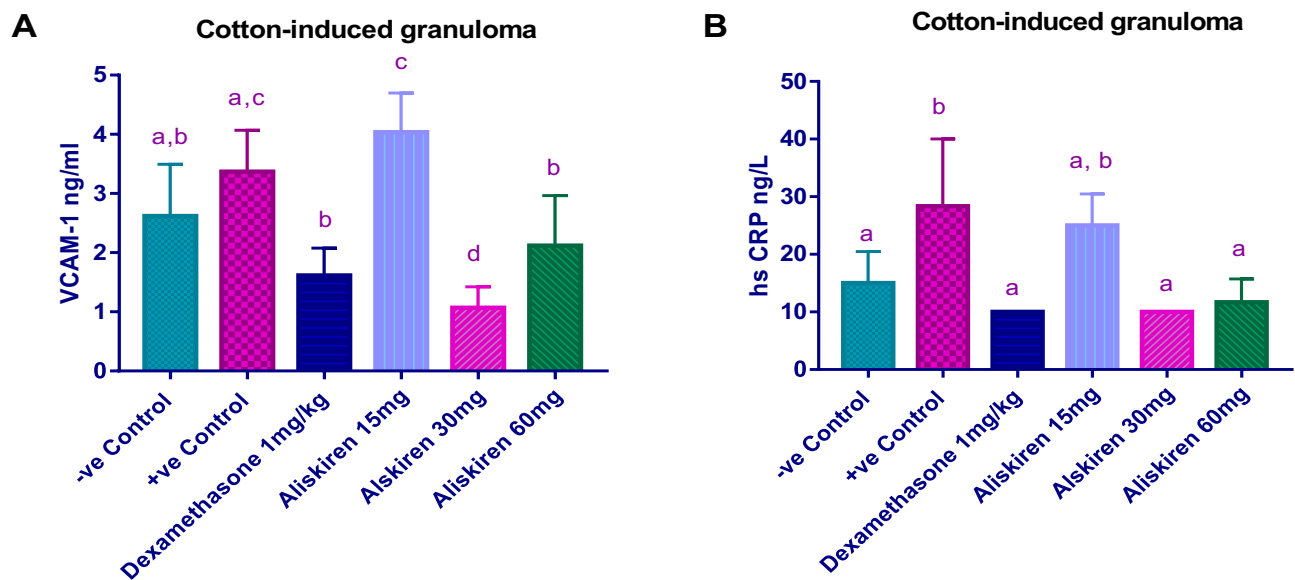 A
Cotton-induced granuloma
VCAM-1 ng/ml
5
4
3
2
1
0
a,b
a,c
b
c
d
b
-ve Control
+ve Control
Dexamethasone 1mg/kg
Aliskiren 15mg
Alskiren 30mg
Aliskiren 60mg
B
Cotton-induced granuloma
hs CRP ng/L
50
40
30
20
10
0
a
b
a
a, b
a
a
-ve Control
+ve Control
Dexamethasone 1mg/kg
Aliskiren 15mg
Alskiren 30mg
Aliskiren 60mg